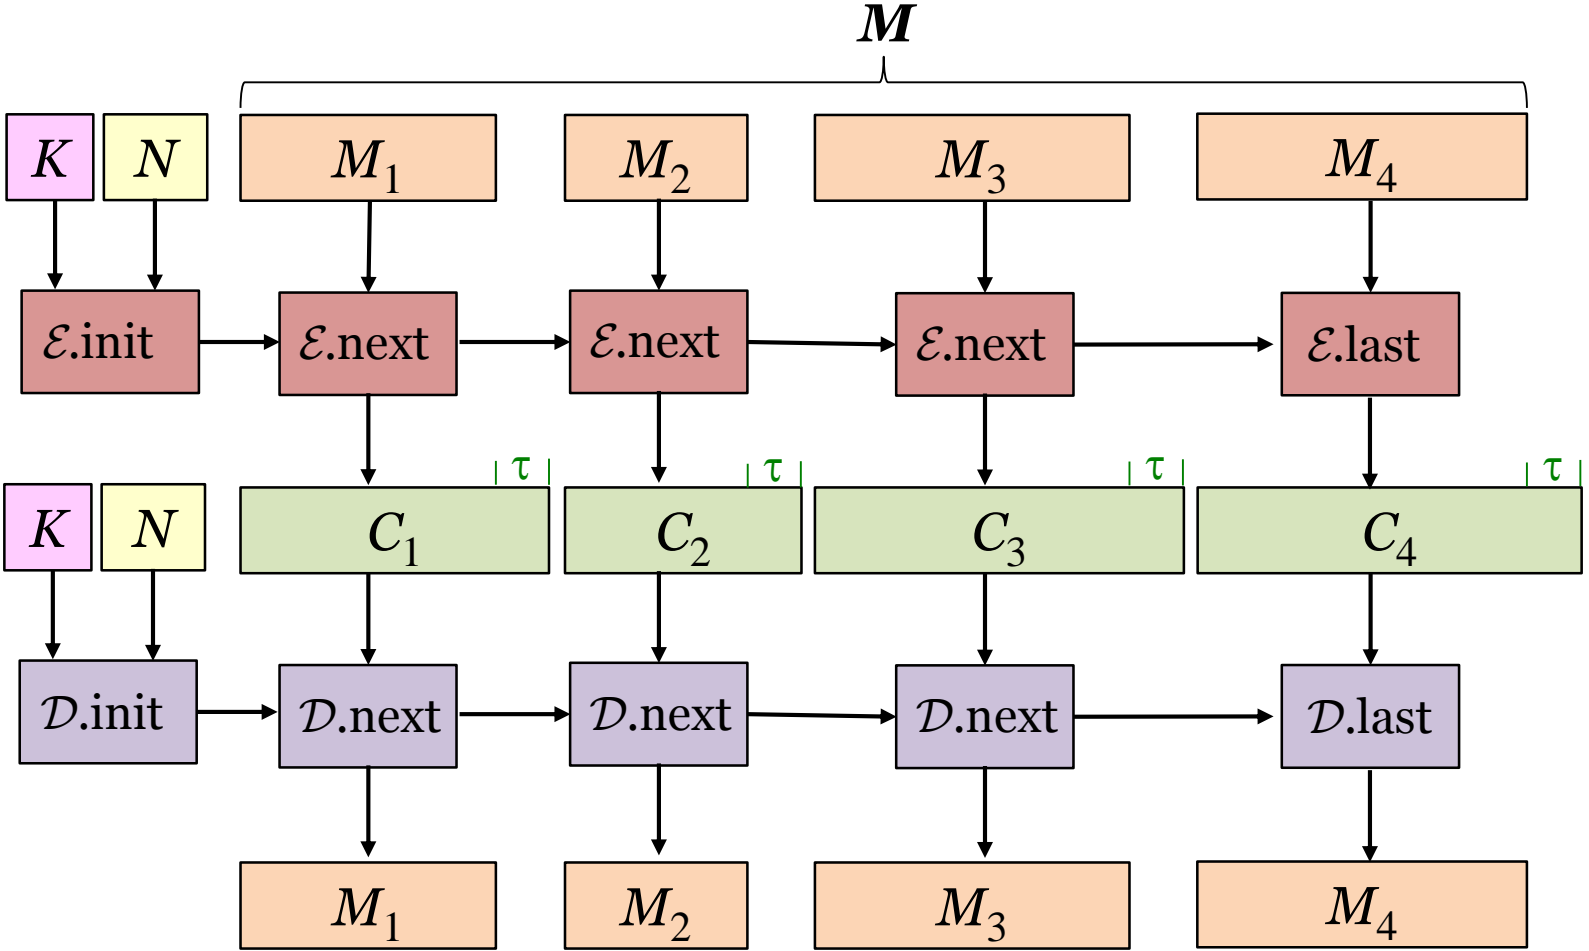 M
K N M1 M2 M3 M4
ℰ.init ℰ.next ℰ.next ℰ.next ℰ.last
τ τ τ τ
K N C1 C2 C3 C4
𝒟.init 𝒟.next 𝒟.next 𝒟.next 𝒟.last
M1 M2 M3 M4